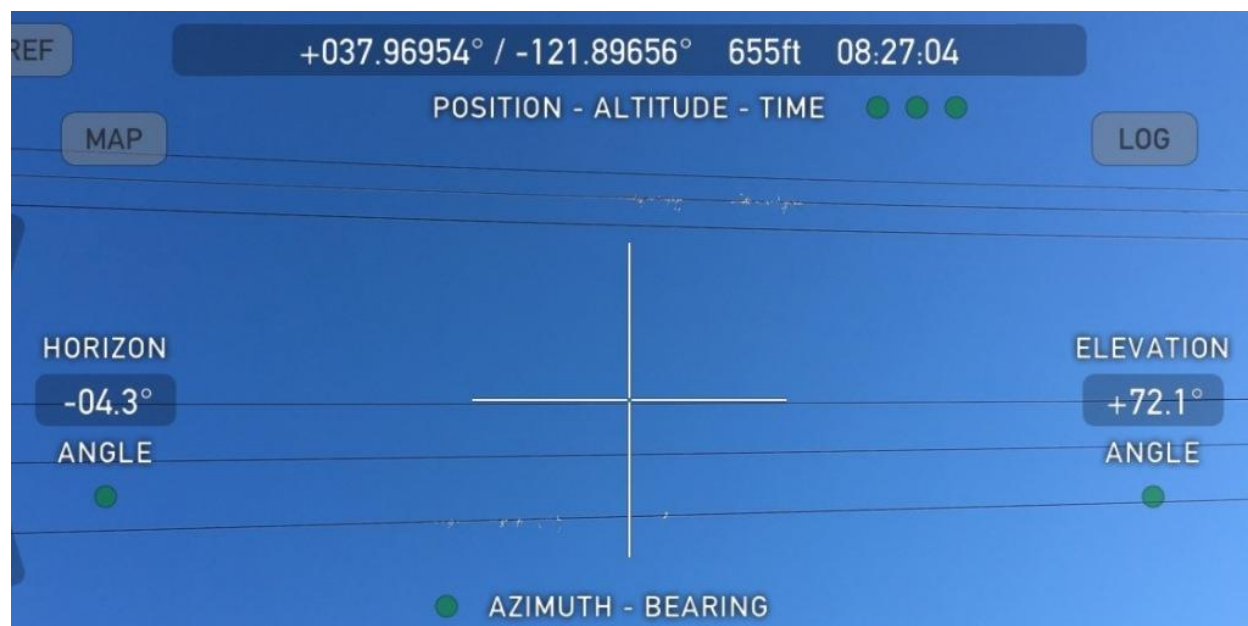 REF
+037.96954° / -121.89656° 655ft 08:27:04
POSITION - ALTITUDE - TIME
MAP
LOG
HORIZON
-04.3°
ANGLE
ELEVATION
+72.1°
ANGLE
AZIMUTH - BEARING